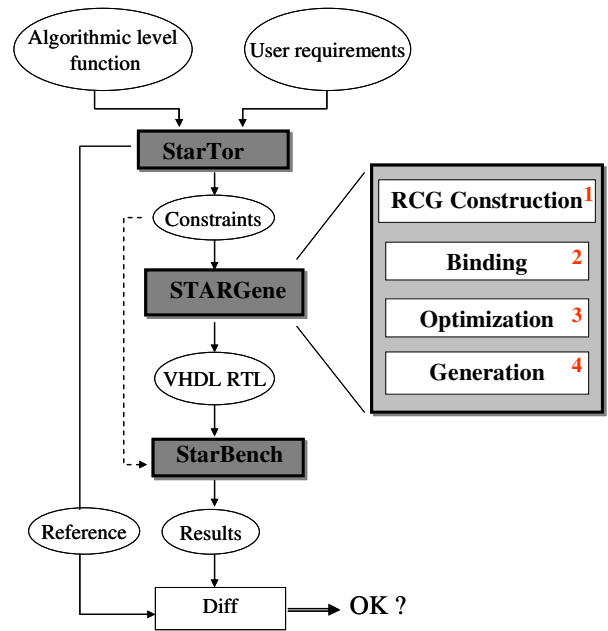 Algorithmic level
function
User requirements
StarTor
Constraints
STARGene
VHDL RTL
StarBench
Reference
Results
Diff
OK ?
RCG Construction 1
Binding 2
Optimization 3
Generation 4